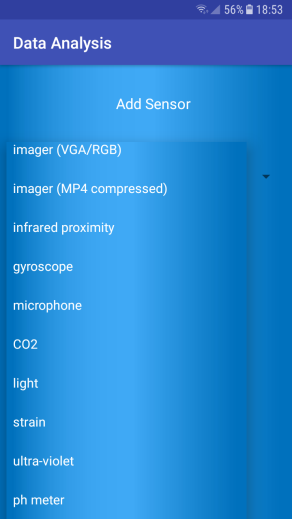 56% 18:53
Data Analysis
Add Sensor
imager (VGA/RGB)
imager (MP4 compressed)
infrared proximity
gyroscope
microphone
CO2
light
strain
ultra-violet
ph meter